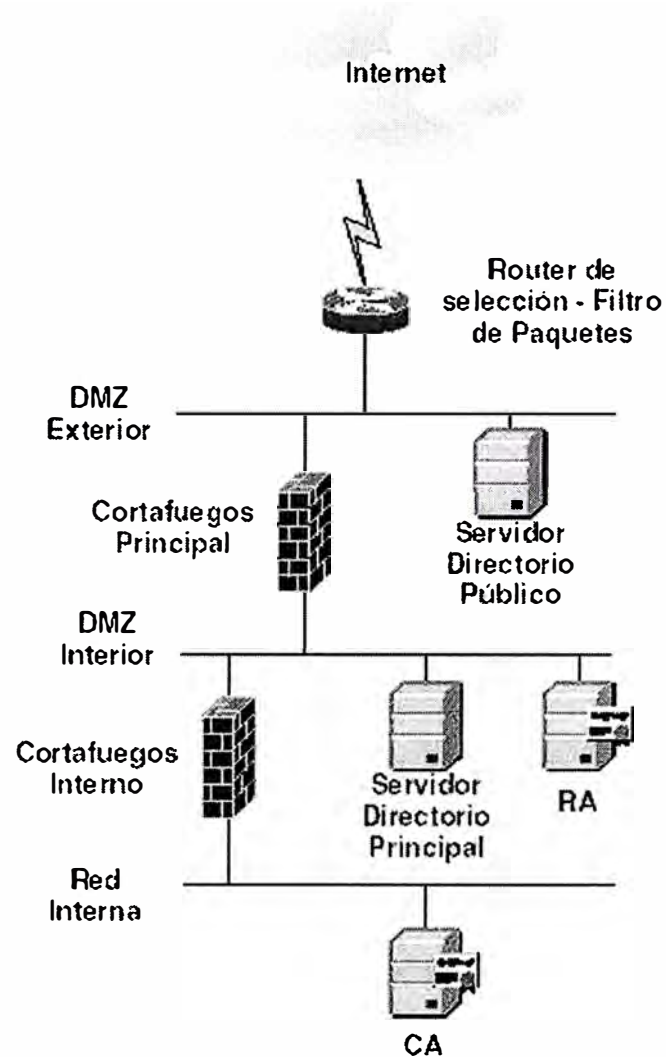 Internet
Router de
selección - Filtro
de Paquetes
DMZ
Exterior
Cortafuegos
Principal
Servidor
Directorio
Público
DMZ
Interior
Cortafuegos
Interno
Servidor
Directorio
Principal
RA
Red
Interna
CA